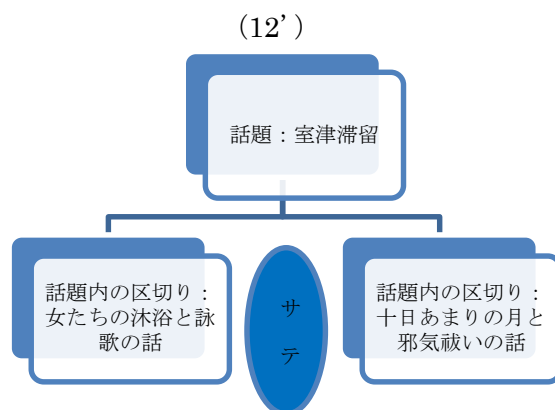 (12’)
話題：室津滞留
話題内の区切り：
女たちの沐浴と詠
歌の話
サ
テ
話題内の区切り：
十日あまりの月と
邪気祓いの話